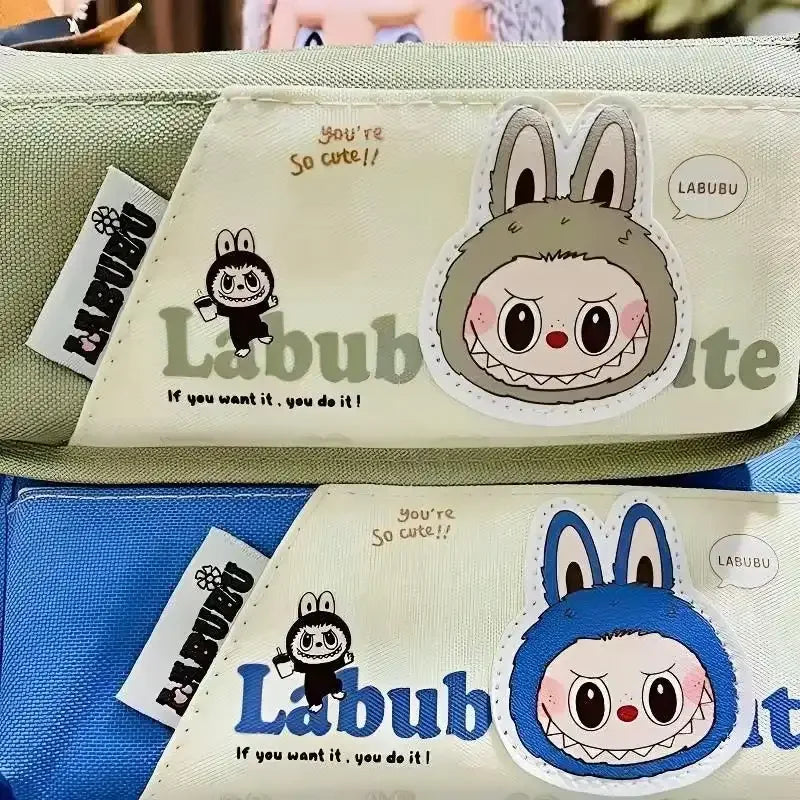 You're
So cute!!
LABUBU
LABUBU
Labub
ute
If you want it , you do it !
You're
So cute!!
LABUBU
LABUBU
Labub
ut
If you want it , you do it !